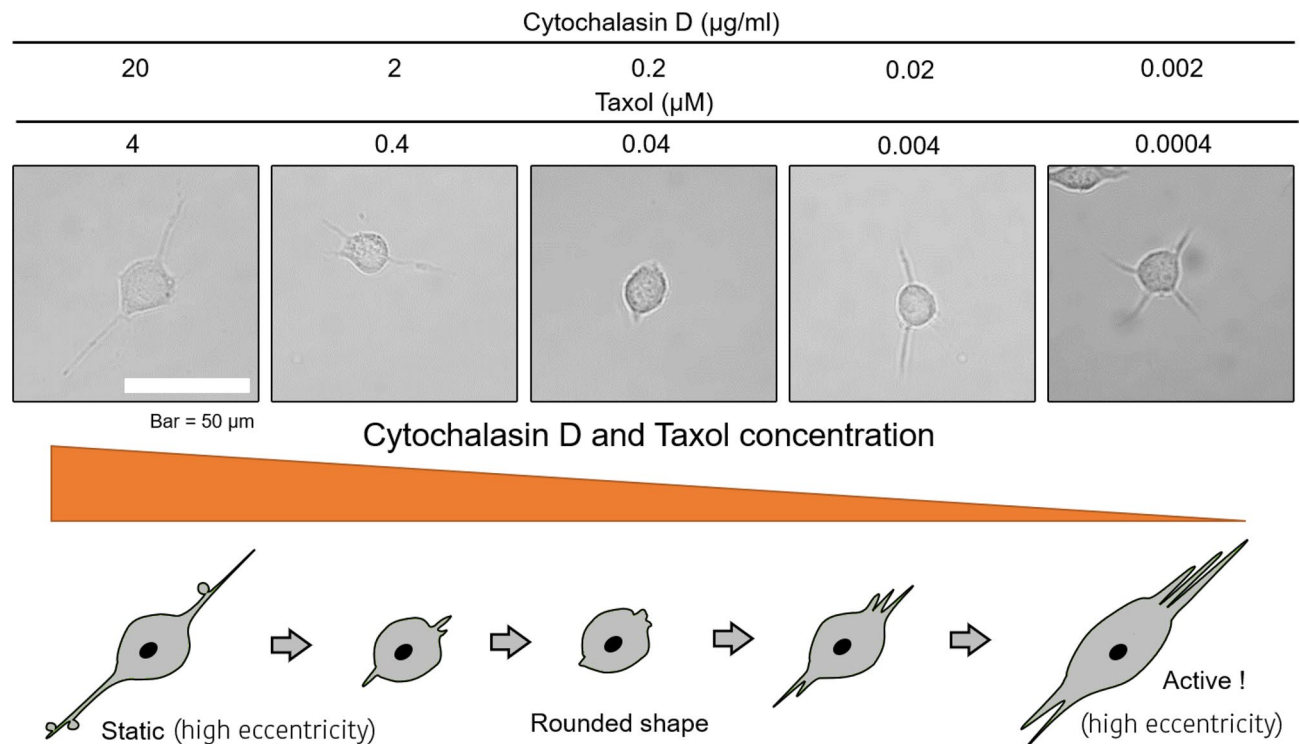 Cytochalasin D (µg/ml)
20 2 0.2 0.02 0.002
Taxol (µM)
4 0.4 0.04 0.004 0.0004
Bar = 50 µm
Cytochalasin D and Taxol concentration
Static (high eccentricity)
Rounded shape
Active !
(high eccentricity)